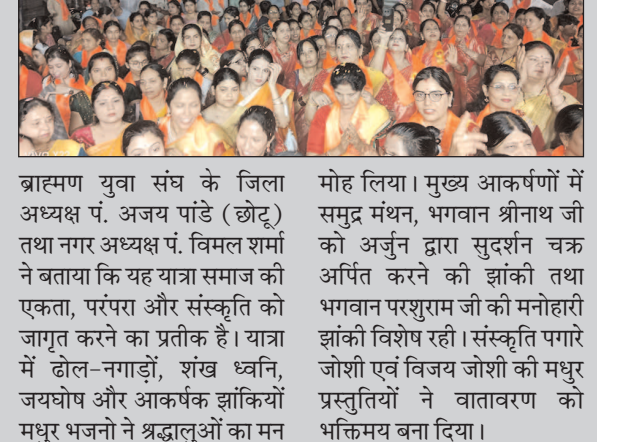 ब्राह्मण युवा संघ के जिला
अध्यक्ष पं. अजय पांडे (छोटू)
तथा नगर अध्यक्ष पं. विमल शर्मा
ने बताया कि यह यात्रा समाज की
एकता, परंपरा और संस्कृति को
जागृत करने का प्रतीक है। यात्रा
में ढोल-नगाड़ों, शंख ध्वनि,
जयघोष और आकर्षक झांकियों
मधुर भजनो ने श्रद्धालुओं का मन
मोह लिया। मुख्य आकर्षणों में
समुद्र मंथन, भगवान श्रीनाथ जी
को अर्जुन द्वारा सुदर्शन चक्र
अर्पित करने की झांकी तथा
भगवान परशुराम जी की मनोहारी
झांकी विशेष रही। संस्कृति पगारे
जोशी एवं विजय जोशी की मधुर
प्रस्तुतियों ने वातावरण को
भक्तिमय बना दिया।